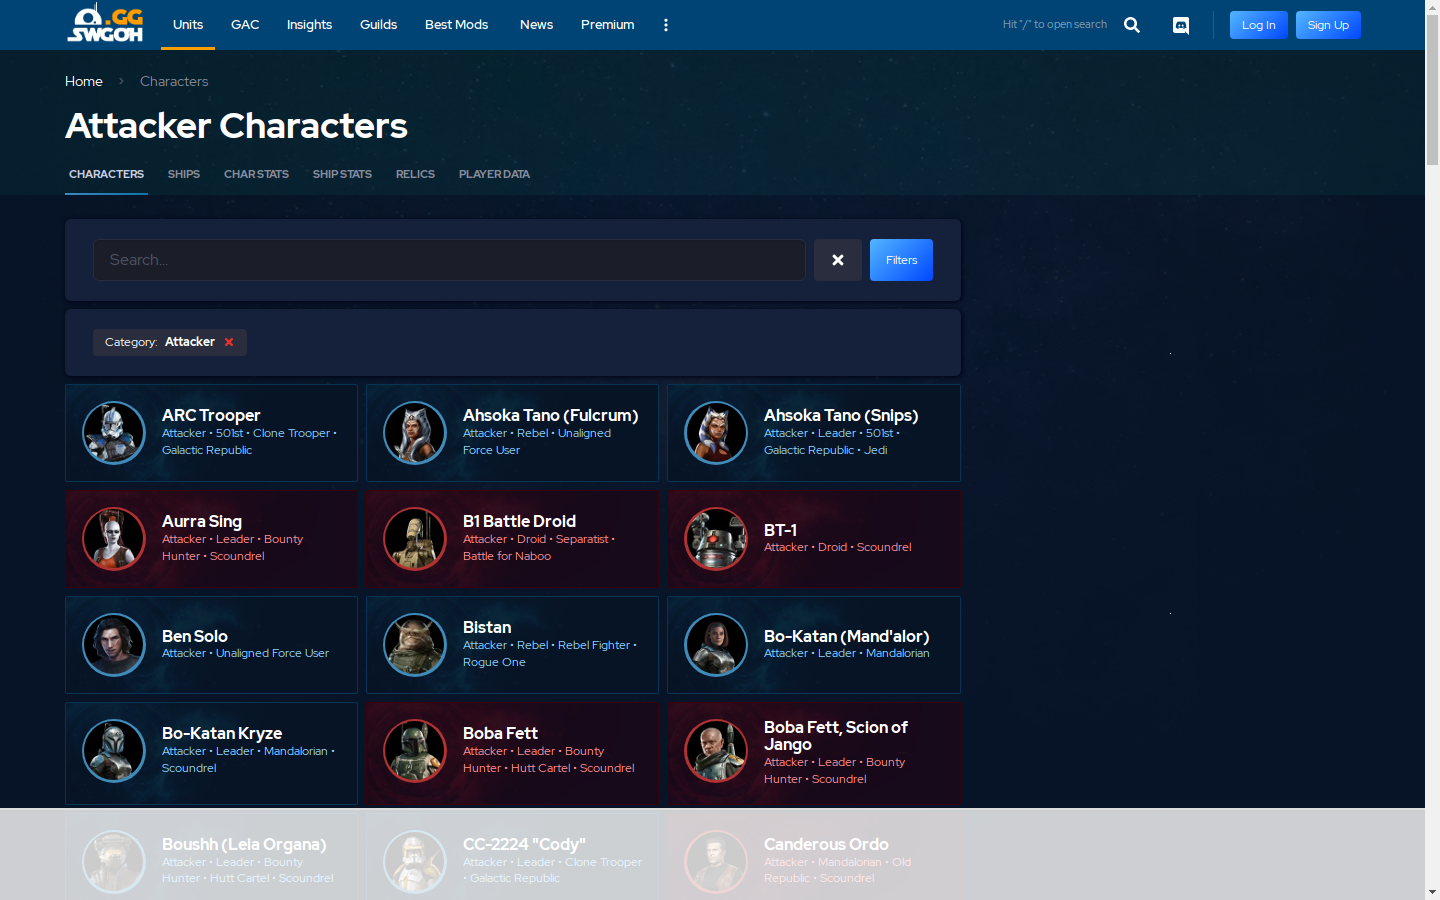 .GG
SWGOH
Units
GAC
Insights
Guilds
Best Mods
News
Premium
Hit "/" to open search
Log In
Sign Up
Home
Characters
Attacker Characters
CHARACTERS
SHIPS
CHAR STATS
SHIP STATS
RELICS
PLAYER DATA
Search...
Filters
Category: Attacker
ARC Trooper
Attacker • 501st • Clone Trooper •
Galactic Republic
Ahsoka Tano (Fulcrum)
Attacker • Rebel • Unaligned
Force User
Ahsoka Tano (Snips)
Attacker • Leader • 501st •
Galactic Republic • Jedi
Aurra Sing
Attacker • Leader • Bounty
Hunter • Scoundrel
B1 Battle Droid
Attacker • Droid • Separatist •
Battle for Naboo
BT-1
Attacker • Droid • Scoundrel
Ben Solo
Attacker • Unaligned Force User
Bistan
Attacker • Rebel • Rebel Fighter •
Rogue One
Bo-Katan (Mand'alor)
Attacker • Leader • Mandalorian
Bo-Katan Kryze
Attacker • Leader • Mandalorian •
Scoundrel
Boba Fett
Attacker • Leader • Bounty
Hunter • Hutt Cartel • Scoundrel
Boba Fett, Scion of
Jango
Attacker • Leader • Bounty
Hunter • Scoundrel
Boushh (Leia Organa)
Attacker • Leader • Bounty
Hunter • Hutt Cartel • Scoundrel
CC-2224 "Cody"
Attacker • Leader • Clone Trooper
• Galactic Republic
Canderous Ordo
Attacker • Mandalorian • Old
Republic • Scoundrel